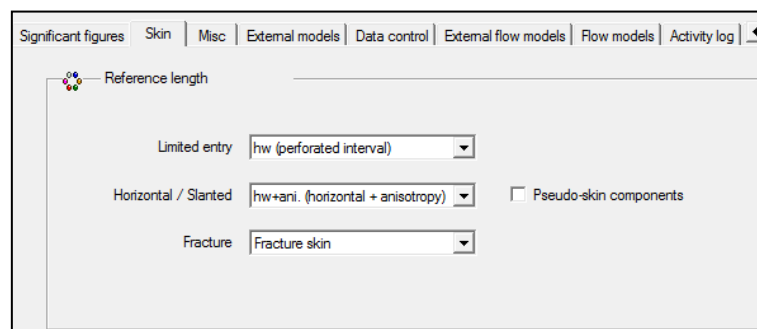 Significant figures Skin Misc External models Data control External flow models Flow models Activity log
Reference length
Limited entry hw (perforated interval)
Horizontal / Slanted hw+ani. (horizontal + anisotropy) Pseudo-skin components
Fracture Fracture skin